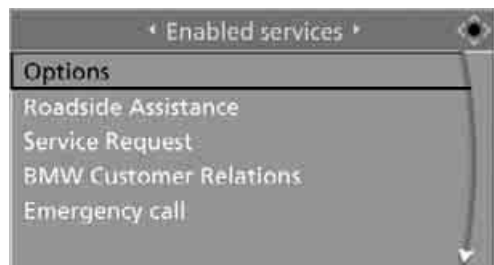 Enabled services
Options
Roadside Assistance
Service Request
BMW Customer Relations
Emergency call